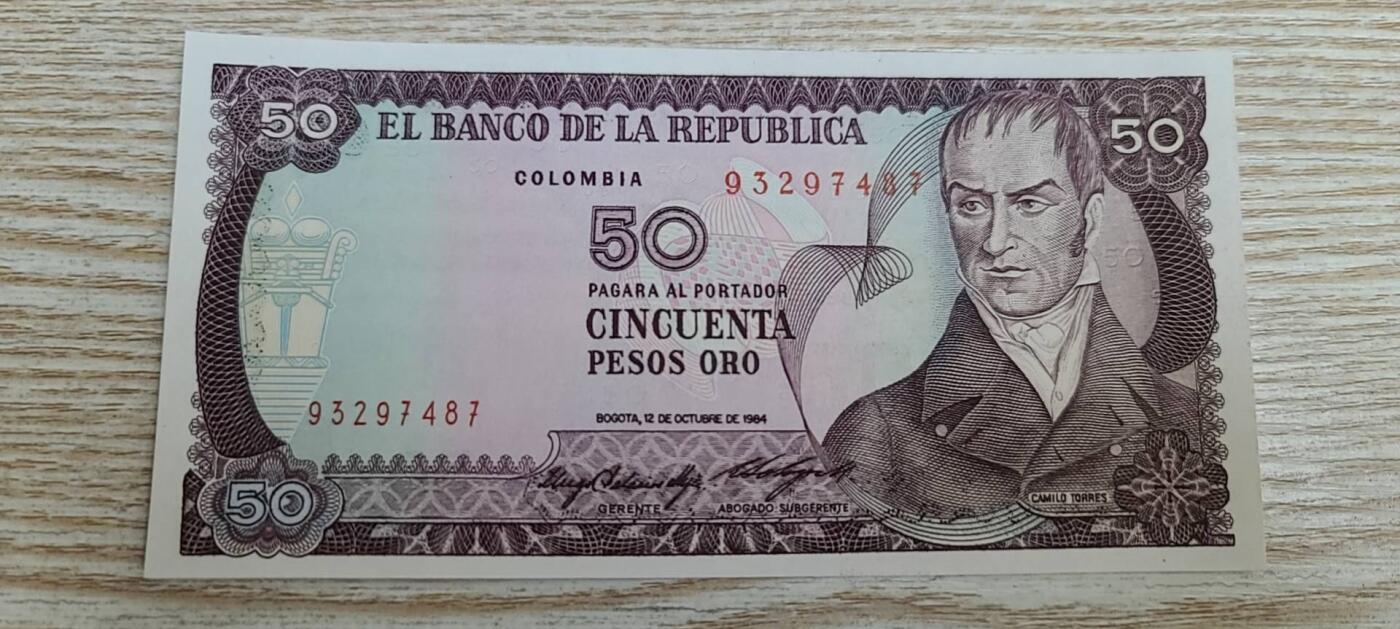 50 EL BANCO DE LA REPUBLICA 50
COLOMBIA 93297487
50
PAGARA AL PORTADOR
CINCUENTA
PESOS ORO
93297487
BOGOTA, 12 DE OCTUBRE DE 1984
50 GERENTE ABOGADO SUBGERENTE CAMILO TORRES